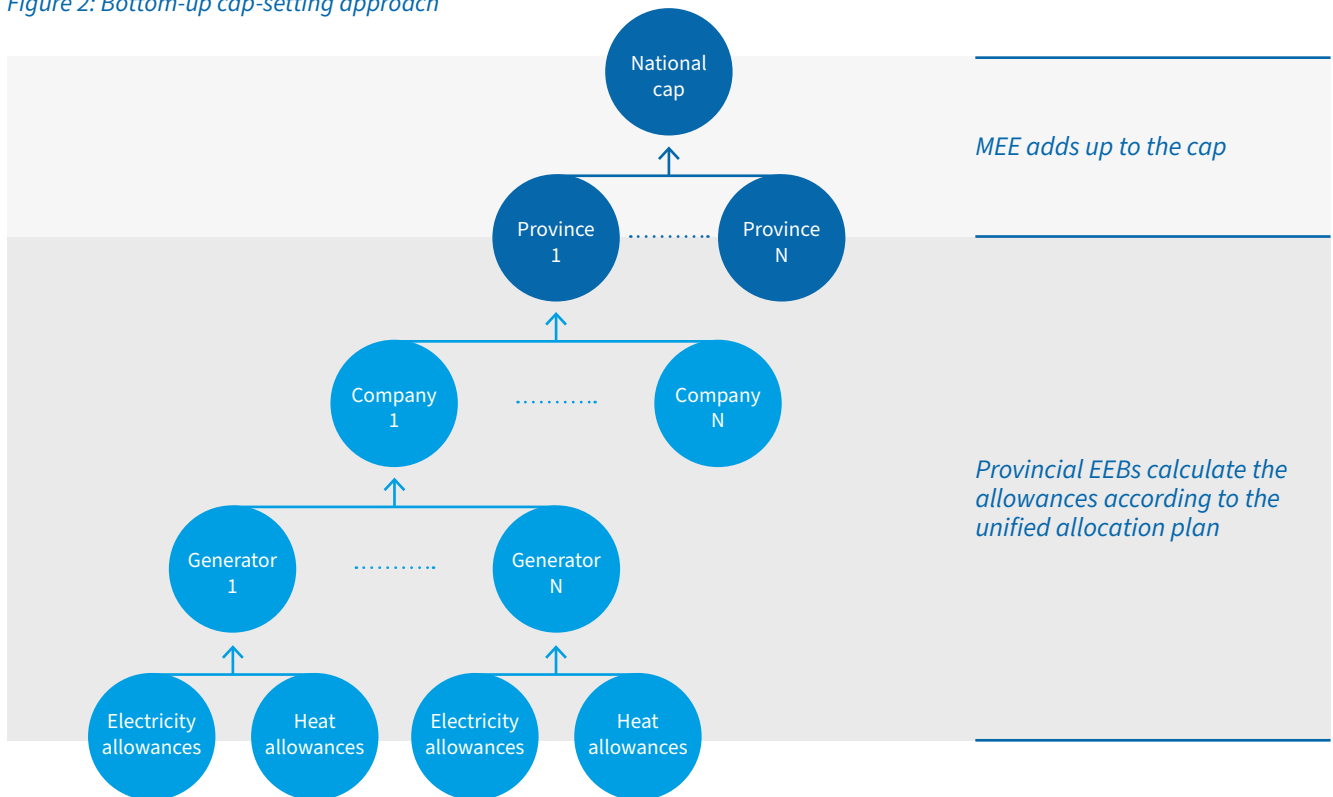 Figure 2: Bottom-up cap-setting approach
National
cap
MEE adds up to the cap
Province
1
...........
Province
N
Company
1
...........
Company
N
Provincial EEBs calculate the
allowances according to the
unified allocation plan
Generator
1
...........
Generator
N
Electricity
allowances
Heat
allowances
Electricity
allowances
Heat
allowances